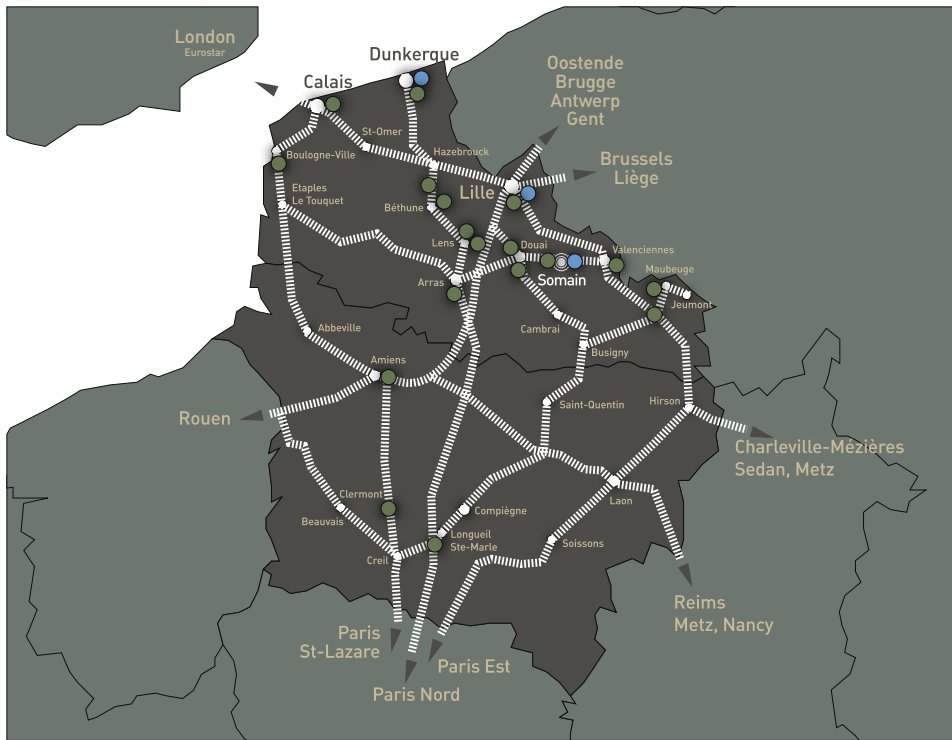 London
Eurostar
Dunkerque
Calais
Oostende
Brugge
Antwerp
Gent
St-Omer
Hazebrouck
Boulogne-Ville
Brussels
Liège
Lille
Etaples
Le Touquet
Béthune
Lens
Douai
Valenciennes
Maubeuge
Arras
Somain
Jeumont
Abbeville
Cambrai
Busigny
Amiens
Rouen
Saint-Quentin
Hirson
Charleville-Mézières
Sedan, Metz
Clermont
Beauvais
Compiègne
Laon
Longueil
Ste-Marle
Soissons
Creil
Reims
Metz, Nancy
Paris
St-Lazare
Paris Est
Paris Nord